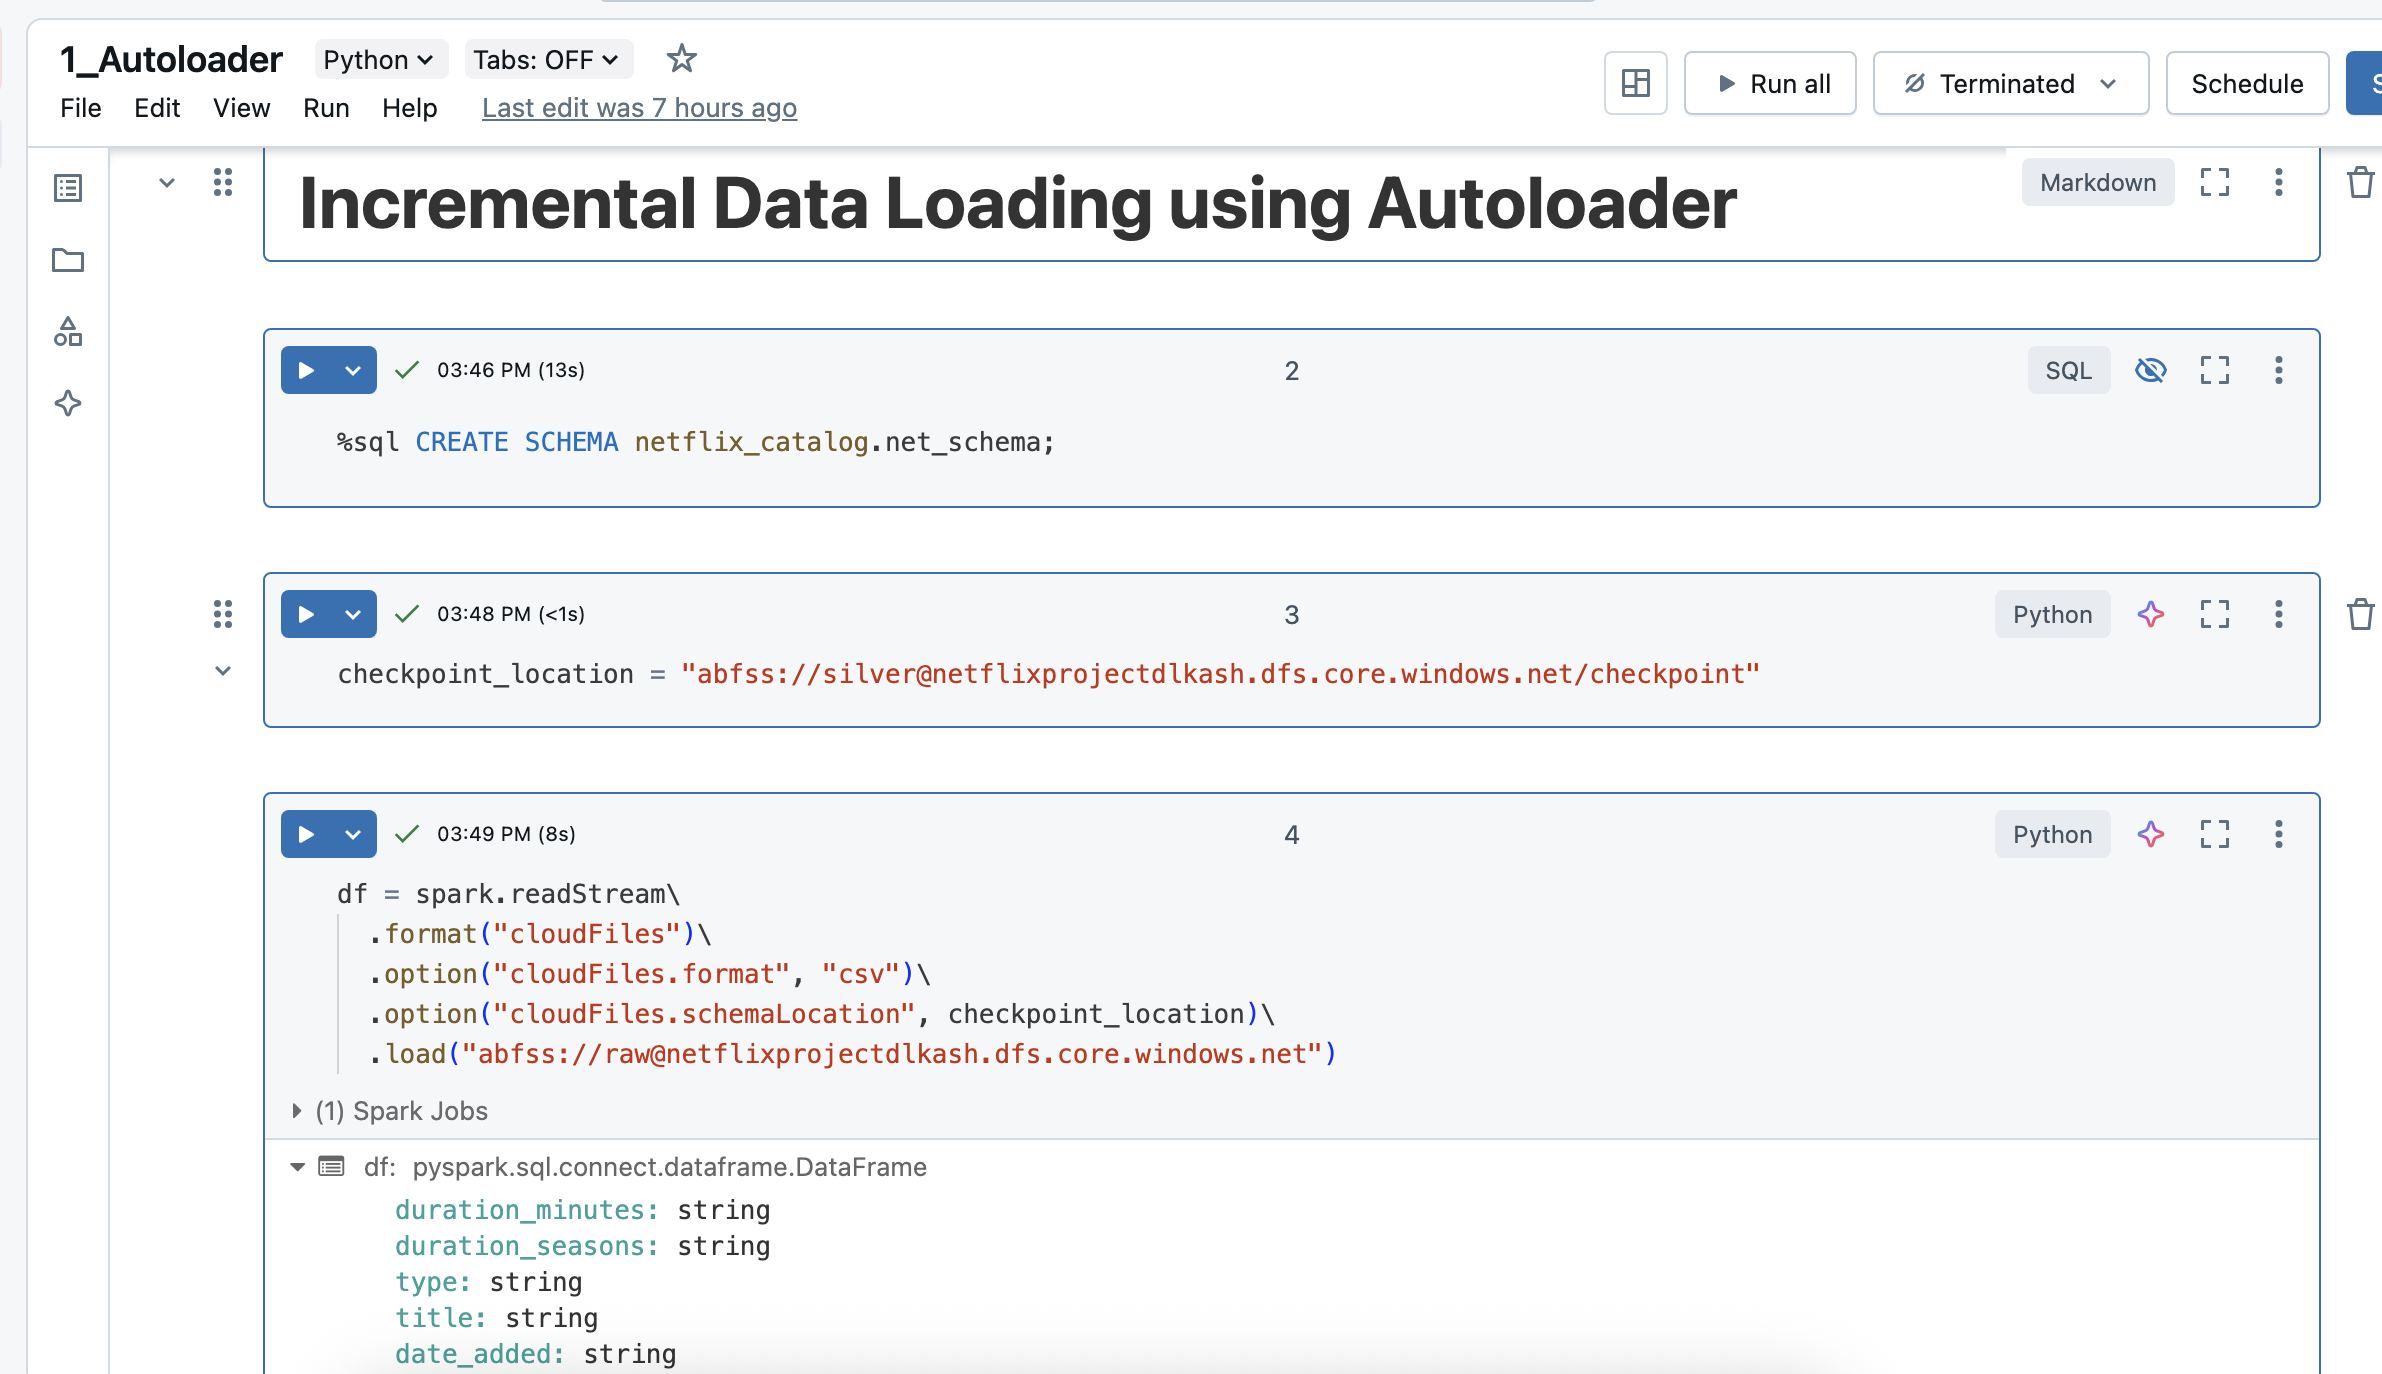 1_Autoloader Python Tabs: OFF
File Edit View Run Help Last edit was 7 hours ago
Run all Terminated Schedule
Incremental Data Loading using Autoloader
Markdown
03:46 PM (13s) 2 SQL
%sql CREATE SCHEMA netflix_catalog.net_schema;
03:48 PM (<1s) 3 Python
checkpoint_location = "abfss://silver@netflixprojectdlkash.dfs.core.windows.net/checkpoint"
03:49 PM (8s) 4 Python
df = spark.readStream\
.format("cloudFiles")\
.option("cloudFiles.format", "csv")\
.option("cloudFiles.schemaLocation", checkpoint_location)\
.load("abfss://raw@netflixprojectdlkash.dfs.core.windows.net")
(1) Spark Jobs
df: pyspark.sql.connect.dataframe.DataFrame
duration_minutes: string
duration_seasons: string
type: string
title: string
date_added: string